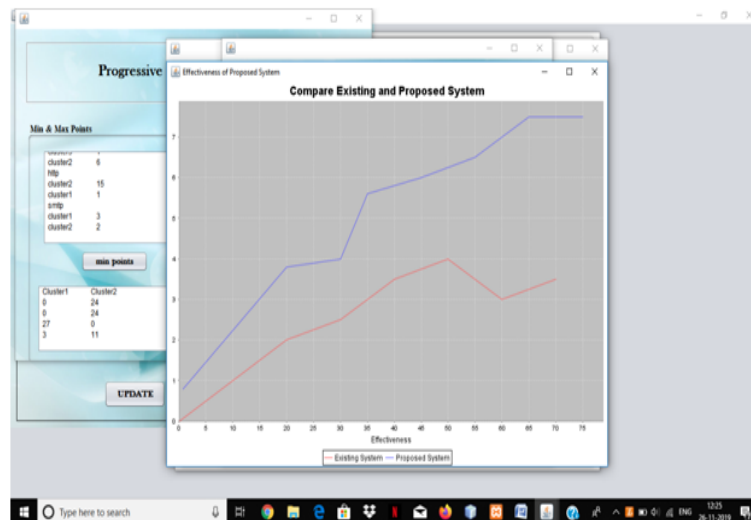 Progressive
Min & Max Points
cluster2 6
http
cluster2 15
cluster1 1
smtp
cluster1 3
cluster2 2
min points
Cluster1 Cluster2
0 24
0 24
27 0
3 11
UPDATE
Effectiveness of Proposed System
Compare Existing and Proposed System
7
6
5
4
3
2
1
0
0 5 10 15 20 25 30 35 40 45 50 55 60 65 70 75
Effectiveness
Existing System Proposed System
Type here to search
ENG
12:25
26-11-2019